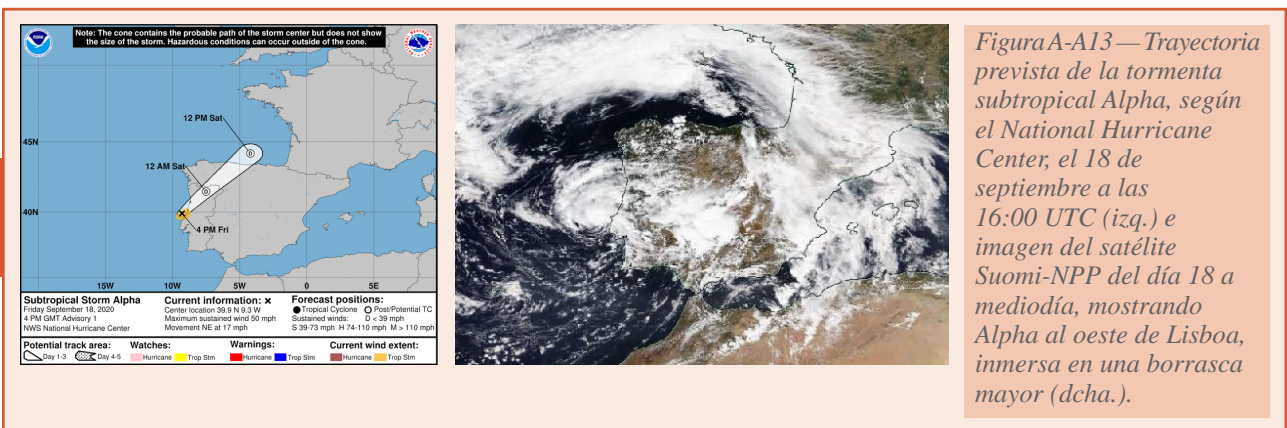 Note: The cone contains the probable path of the storm center but does not show
the size of the storm. Hazardous conditions can occur outside of the cone.
12 PM Sat
45N
12 AM Sat
40N
4 PM Fri
15W 10W 5W 0 5E
Subtropical Storm Alpha
Friday September 18, 2020
4 PM GMT Advisory 1
NWS National Hurricane Center
Current information: ×
Center location 39.9 N 9.3 W
Maximum sustained wind 50 mph
Movement NE at 17 mph
Forecast positions:
Tropical Cyclone Post/Potential TC
Sustained winds: D < 39 mph
S 39-73 mph H 74-110 mph M > 110 mph
Potential track area:
Day 1-3 Day 4-5
Watches:
Hurricane Trop Stm
Warnings:
Hurricane Trop Stm
Current wind extent:
Hurricane Trop Stm
Figura A-A13 — Trayectoria
prevista de la tormenta
subtropical Alpha, según
el National Hurricane
Center, el 18 de
septiembre a las
16:00 UTC (izq.) e
imagen del satélite
Suomi-NPP del día 18 a
mediodía, mostrando
Alpha al oeste de Lisboa,
inmersa en una borrasca
mayor (dcha.).